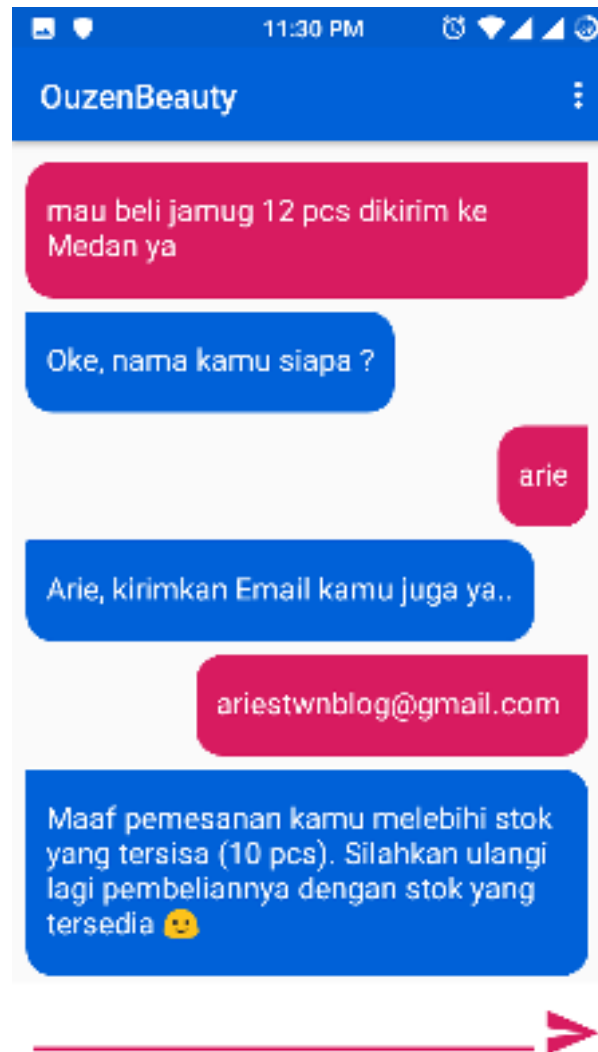 11:30 PM
OuzenBeauty
mau beli jamug 12 pcs dikirim ke
Medan ya
Oke, nama kamu siapa ?
arie
Arie, kirimkan Email kamu juga ya..
ariestwnblog@gmail.com
Maaf pemesanan kamu melebihi stok
yang tersisa (10 pcs). Silahkan ulangi
lagi pembeliannya dengan stok yang
tersedia 🙂